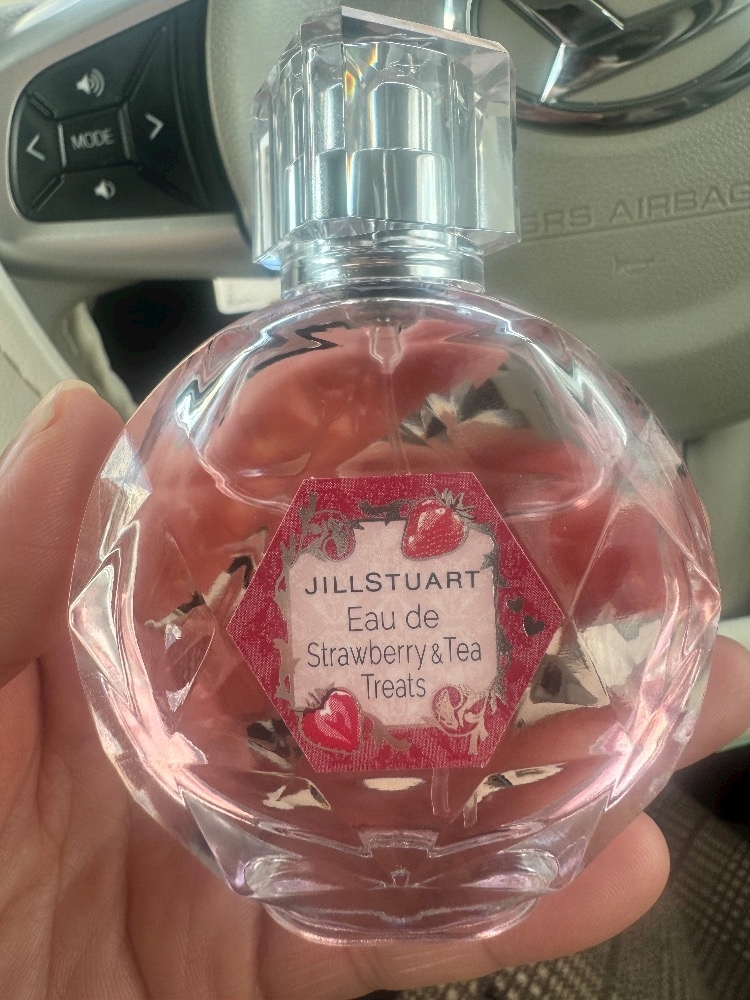 MODE
SRS AIRBAG
JILLSTUART
Eau de
Strawberry & Tea
Treats